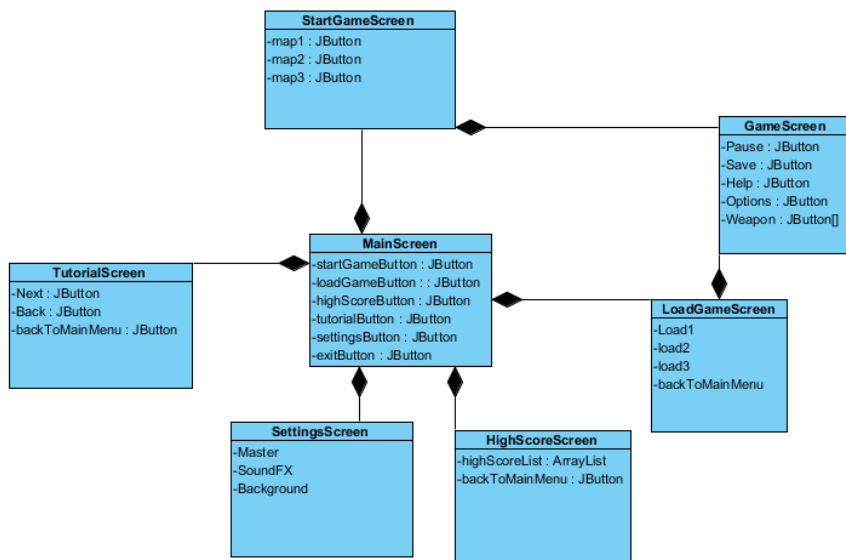 StartGameScreen
-map1 : JButton
-map2 : JButton
-map3 : JButton
GameScreen
-Pause : JButton
-Save : JButton
-Help : JButton
-Options : JButton
-Weapon : JButton[]
MainScreen
-startGameButton : JButton
-loadGameButton : : JButton
-highScoreButton : JButton
-tutorialButton : JButton
-settingsButton : JButton
-exitButton : JButton
TutorialScreen
-Next : JButton
-Back : JButton
-backToMainMenu : JButton
LoadGameScreen
-Load1
-load2
-load3
-backToMainMenu
SettingsScreen
-Master
-SoundFX
-Background
HighScoreScreen
-highScoreList : ArrayList
-backToMainMenu : JButton